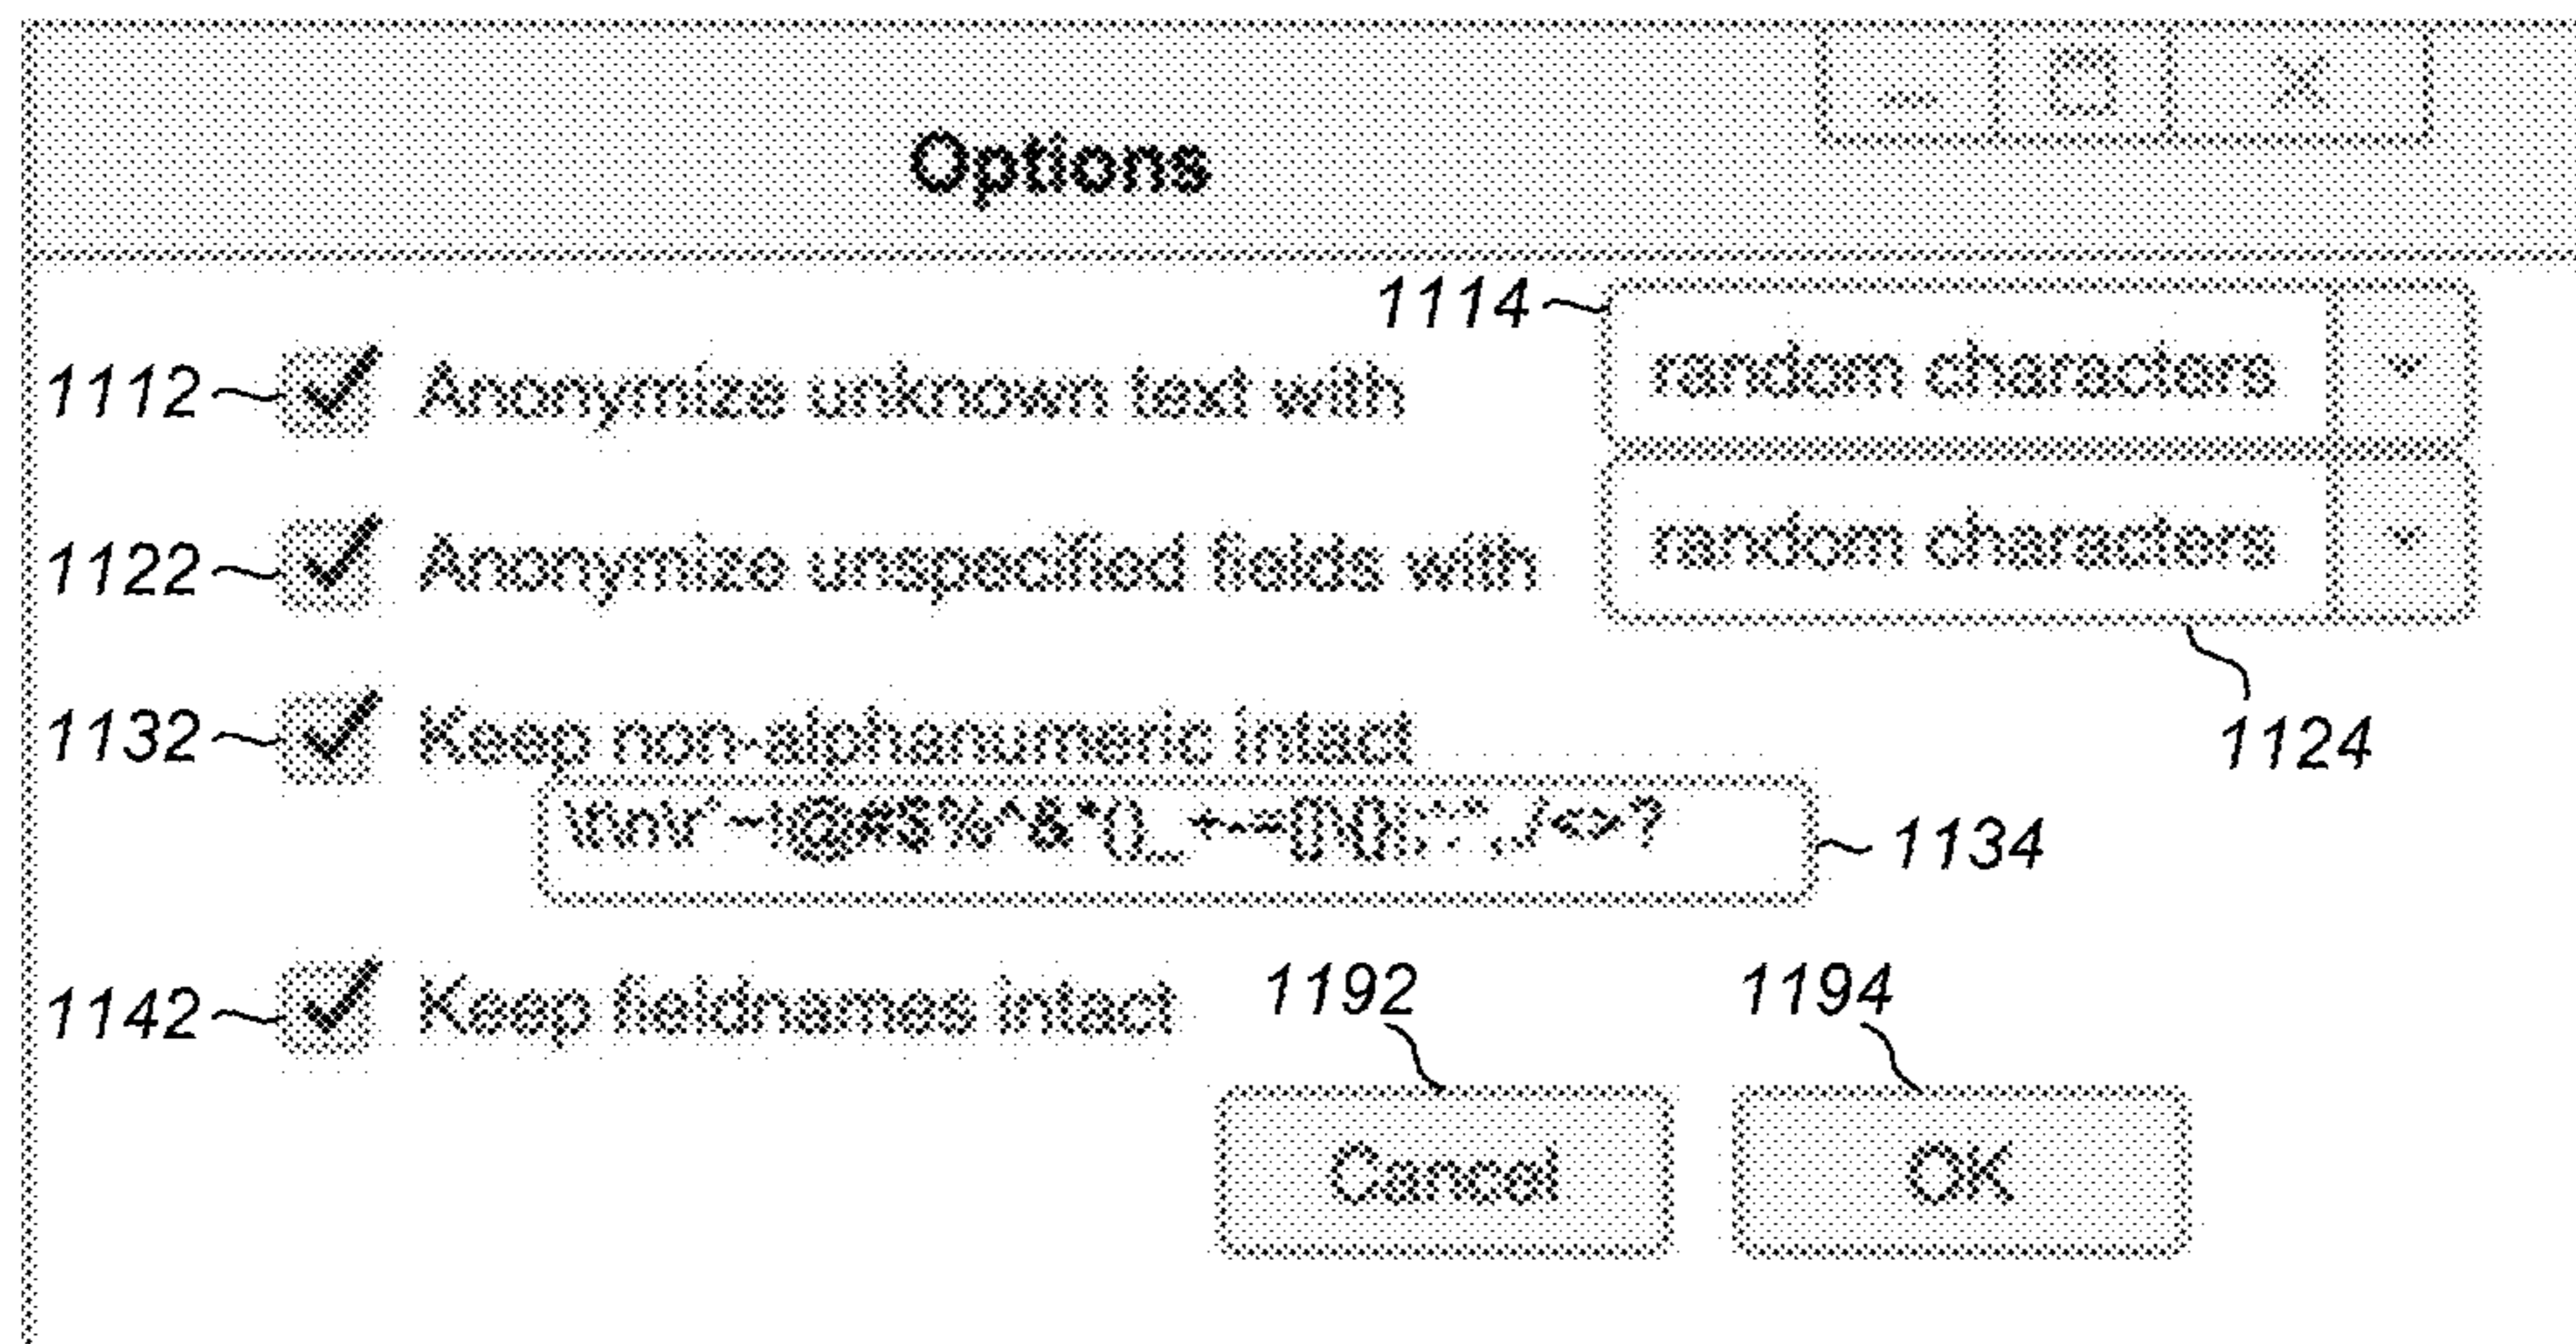 Options
1114 random characters
1112 Anonymize unknown text with
1122 Anonymize unspecified fields with random characters
1124
1132 Keep non-alphanumeric intact
\t\n\r`~!@#$%^&*()_+-=[]\{}|;':",./<>? 1134
1142 Keep fieldnames intact
1192 1194
Cancel OK